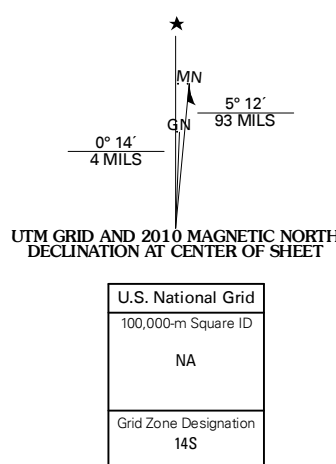 MN
5° 12´
93 MILS
GN
0° 14´
4 MILS
UTM GRID AND 2010 MAGNETIC NORTH
DECLINATION AT CENTER OF SHEET
U.S. National Grid
100,000-m Square ID
NA
Grid Zone Designation
14S